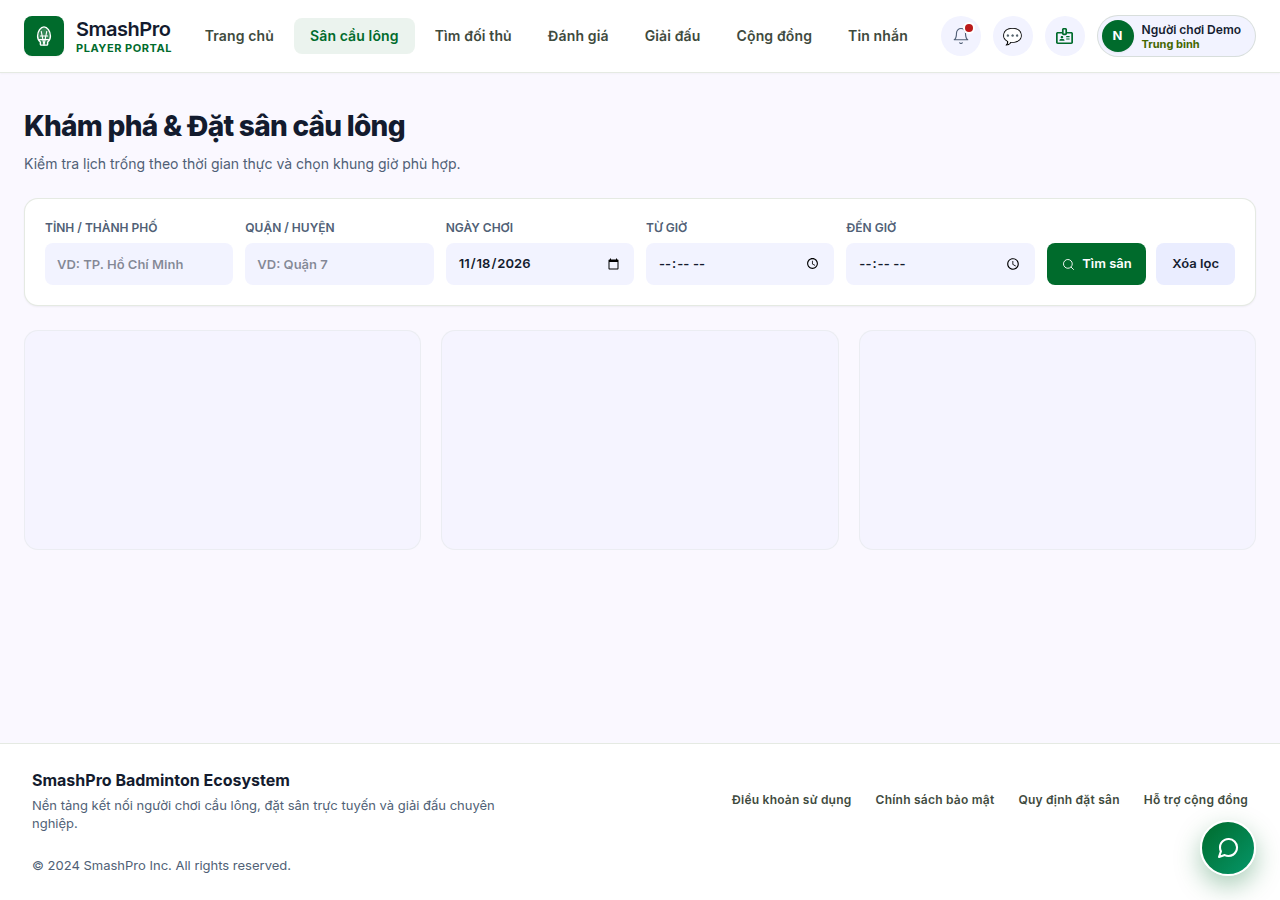 SmashPro
PLAYER PORTAL
Trang chủ
Sân cầu lông
Tìm đối thủ
Đánh giá
Giải đấu
Cộng đồng
Tin nhắn
N
Người chơi Demo
Trung bình
Khám phá & Đặt sân cầu lông
Kiểm tra lịch trống theo thời gian thực và chọn khung giờ phù hợp.
TỈNH / THÀNH PHỐ
QUẬN / HUYỆN
NGÀY CHƠI
TỪ GIỜ
ĐẾN GIỜ
VD: TP. Hồ Chí Minh
VD: Quận 7
11/18/2026
--:-- --
--:-- --
Tìm sân
Xóa lọc
SmashPro Badminton Ecosystem
Nền tảng kết nối người chơi cầu lông, đặt sân trực tuyến và giải đấu chuyên
nghiệp.
Điều khoản sử dụng
Chính sách bảo mật
Quy định đặt sân
Hỗ trợ cộng đồng
© 2024 SmashPro Inc. All rights reserved.